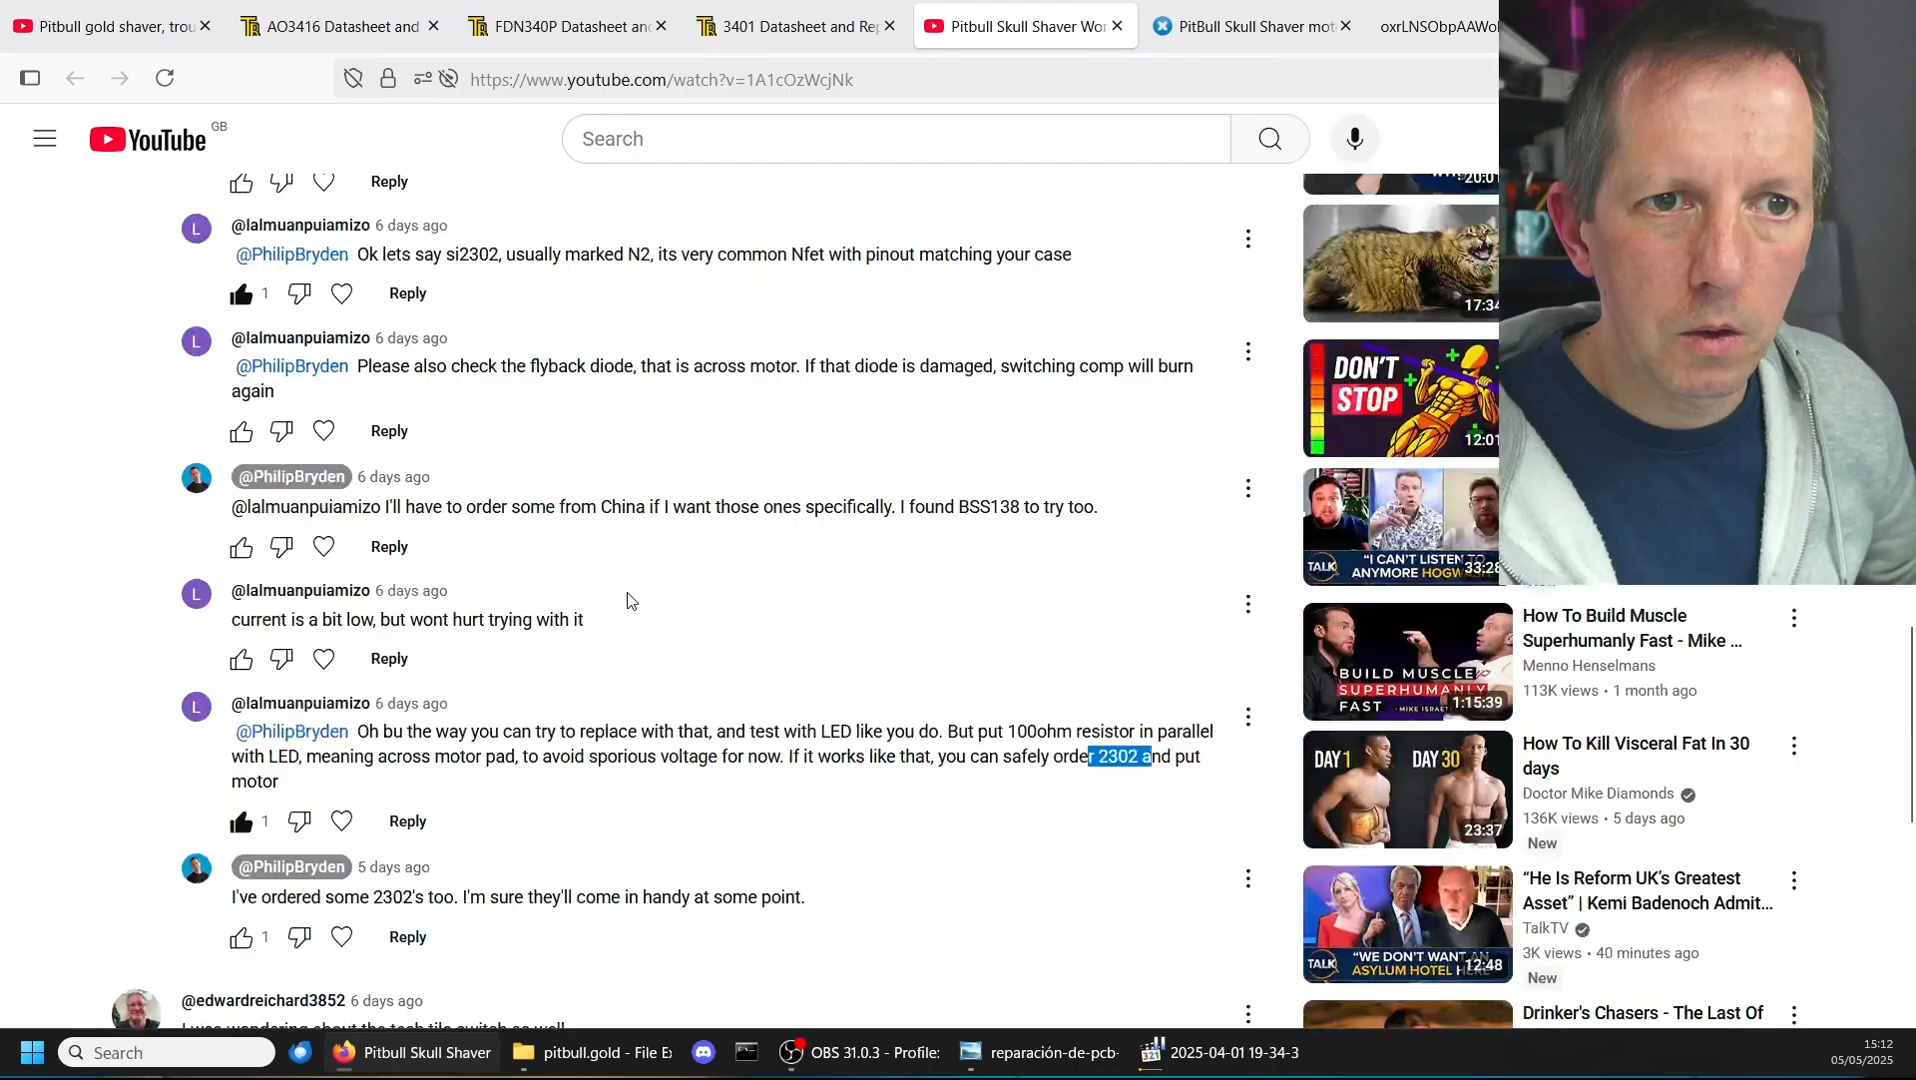 Pitbull gold shaver, trou
AO3416 Datasheet and
FDN340P Datasheet an
3401 Datasheet and Rep
Pitbull Skull Shaver Wor
PitBull Skull Shaver mot
oxrLNSObpAAWol
https://www.youtube.com/watch?v=1A1cOzWcjNk
YouTube
GB
Search
Reply
@lalmuanpuiamizo 6 days ago
@PhilipBryden Ok lets say si2302, usually marked N2, its very common Nfet with pinout matching your case
1 Reply
@lalmuanpuiamizo 6 days ago
@PhilipBryden Please also check the flyback diode, that is across motor. If that diode is damaged, switching comp will burn
again
Reply
@PhilipBryden 6 days ago
@lalmuanpuiamizo I'll have to order some from China if I want those ones specifically. I found BSS138 to try too.
Reply
L
@lalmuanpuiamizo 6 days ago
current is a bit low, but wont hurt trying with it
Reply
L
@lalmuanpuiamizo 6 days ago
@PhilipBryden Oh bu the way you can try to replace with that, and test with LED like you do. But put 100ohm resistor in parallel
with LED, meaning across motor pad, to avoid sporious voltage for now. If it works like that, you can safely order 2302 and put
motor
1 Reply
@PhilipBryden 5 days ago
I've ordered some 2302's too. I'm sure they'll come in handy at some point.
1 Reply
@edwardreichard3852 6 days ago
20:01
17:34
DON'T
STOP
12:01
"I CAN'T LISTEN TO
TALK ANYMORE HOGW
33:28
BUILD MUSCLE
SUPERHUMANLY
FAST - MIKE ISRAETEL
1:15:39
How To Build Muscle
Superhumanly Fast - Mike ...
Menno Henselmans
113K views • 1 month ago
DAY 1 DAY 30
23:37
How To Kill Visceral Fat In 30
days
Doctor Mike Diamonds
136K views • 5 days ago
New
"WE DON'T WANT AN
TALK ASYLUM HOTEL HERE"
12:48
“He Is Reform UK’s Greatest
Asset” | Kemi Badenoch Admit...
TalkTV
3K views • 40 minutes ago
New
Drinker's Chasers - The Last Of
Search
Pitbull Skull Shaver
pitbull.gold - File E
OBS 31.0.3 - Profile:
reparación-de-pcb-
321
2025-04-01 19-34-3
15:12
05/05/2025